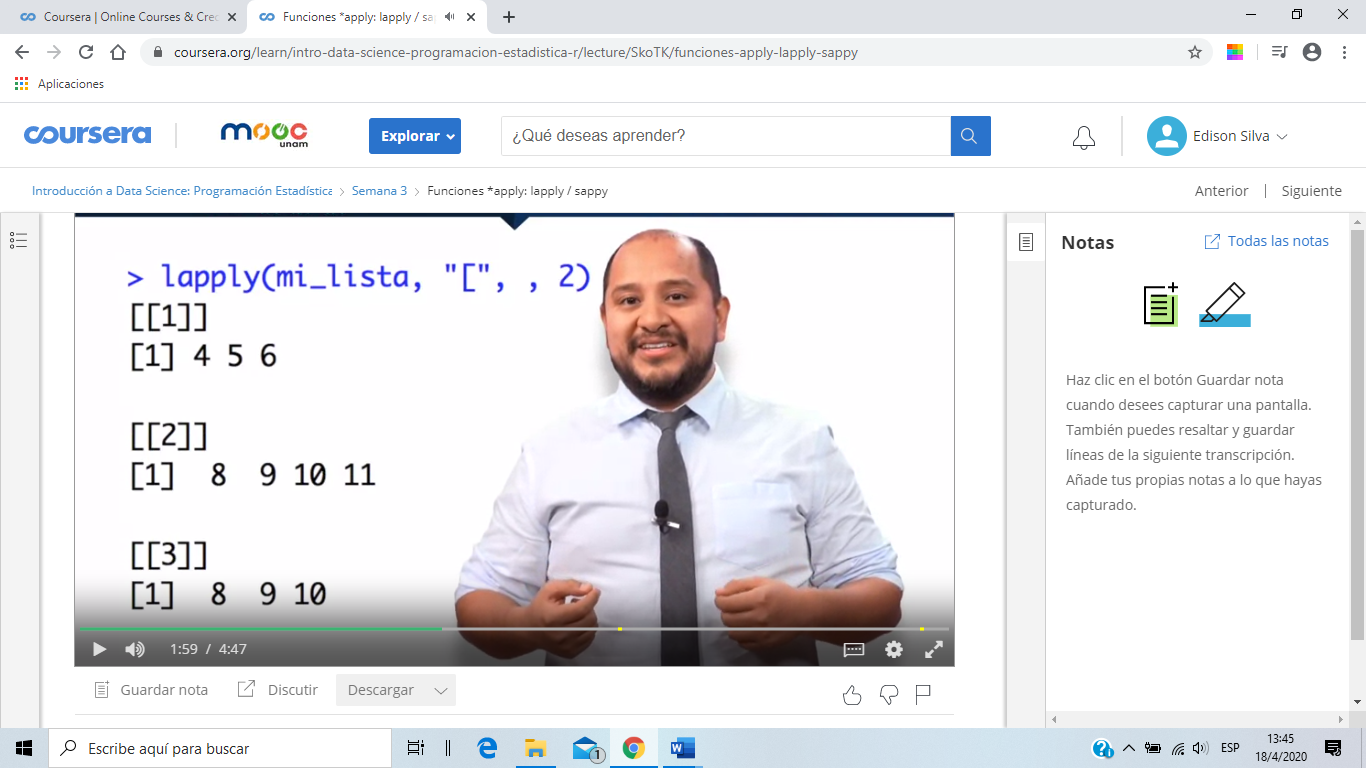 Coursera | Online Courses & Crec
Funciones *apply: lapply / sa
coursera.org/learn/intro-data-science-programacion-estadistica-r/lecture/SkoTK/funciones-apply-lapply-sappy
Aplicaciones
coursera
mooc
unam
Explorar
¿Qué deseas aprender?
Edison Silva
Introducción a Data Science: Programación Estadística
Semana 3
Funciones *apply: lapply / sappy
Anterior | Siguiente
> lapply(mi_lista, "[", , 2)
[[1]]
[1] 4 5 6
[[2]]
[1]  8  9 10 11
[[3]]
[1]  8  9 10
1:59 / 4:47
Guardar nota
Discutir
Descargar
Notas
Todas las notas
Haz clic en el botón Guardar nota
cuando desees capturar una pantalla.
También puedes resaltar y guardar
líneas de la siguiente transcripción.
Añade tus propias notas a lo que hayas
capturado.
Escribe aquí para buscar
1
ESP
13:45
18/4/2020